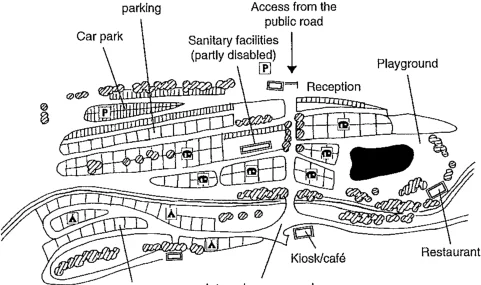 parking
Access from the
public road
Car park
Sanitary facilities
(partly disabled)
P
Playground
Reception
P
Kiosk/café
Restaurant